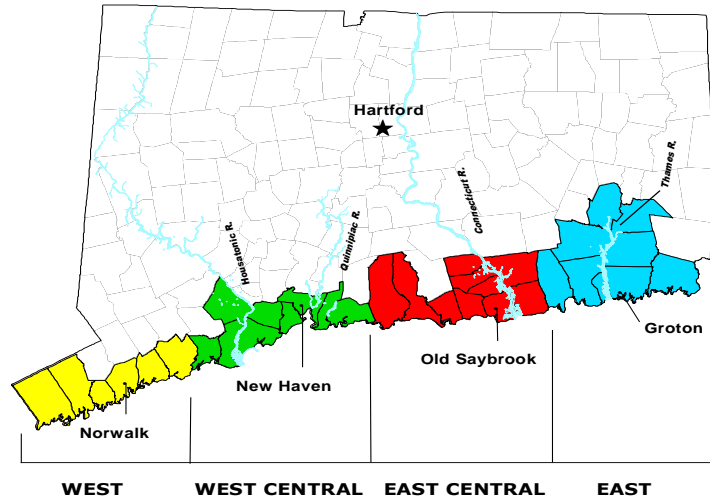 Hartford
Thames R.
Connecticut R.
Housatonic R.
Quinnipiac R.
Groton
Old Saybrook
New Haven
Norwalk
WEST
WEST CENTRAL
EAST CENTRAL
EAST